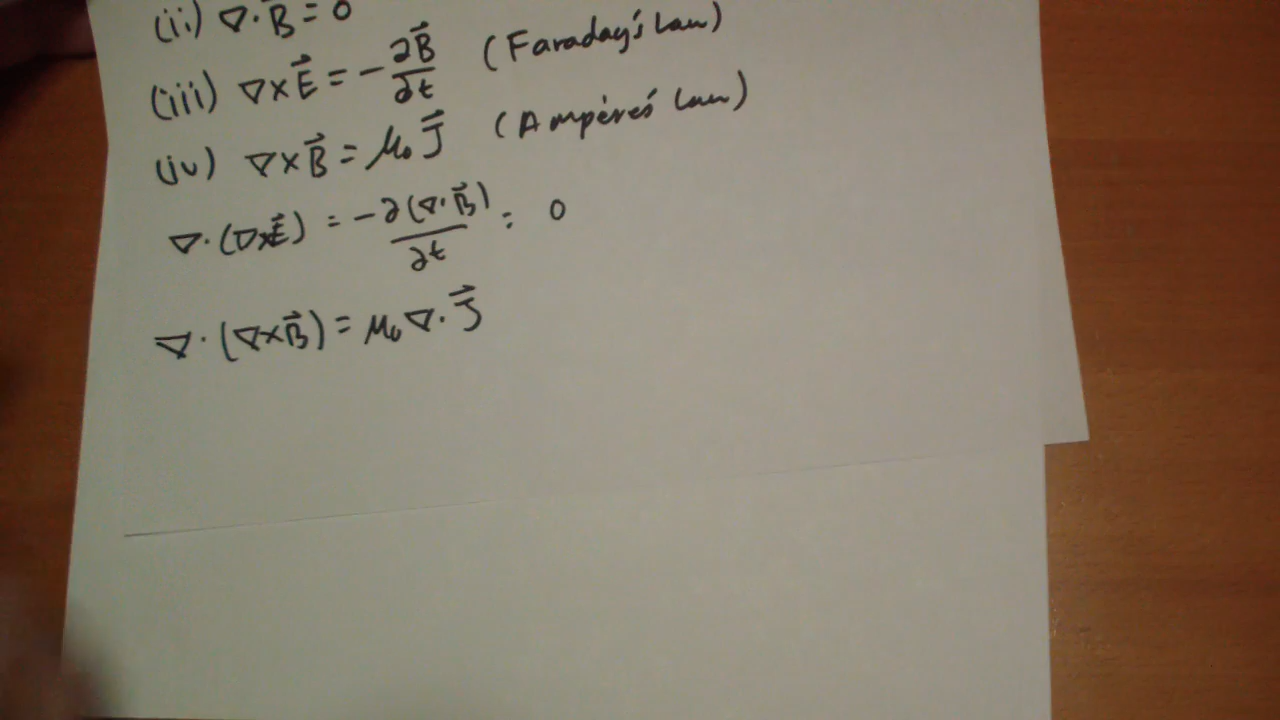 (ii) ∇·B = 0
(iii) ∇×E⃗ = -∂B⃗/∂t (Faraday's Law)
(iv) ∇×B⃗ = μ₀J⃗ (Ampère's law)
∇·(∇×E⃗) = -∂(∇·B⃗)/∂t = 0
∇·(∇×B⃗) = μ₀∇·J⃗